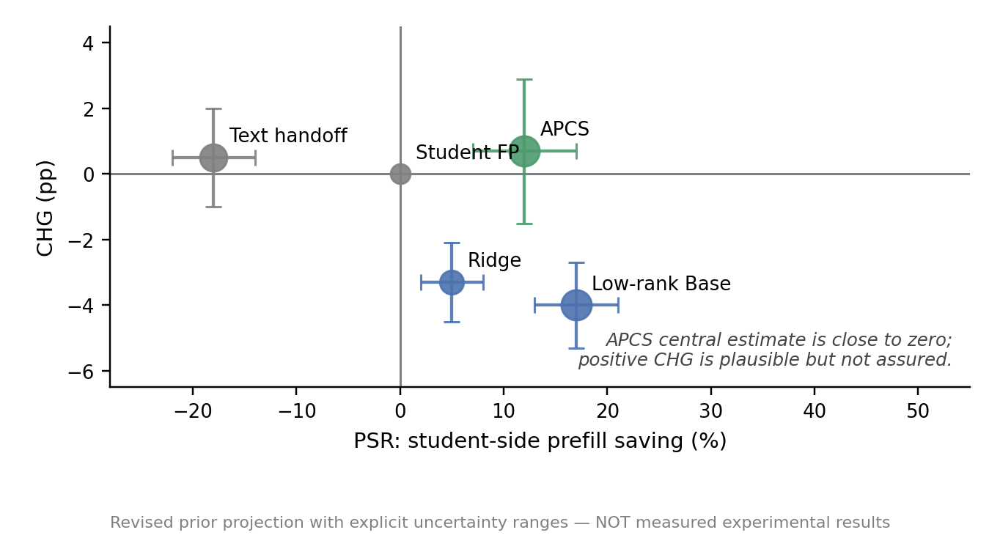 4
2
0
−2
−4
−6
CHG (pp)
Text handoff
Student FP
APCS
Ridge
Low-rank Base
APCS central estimate is close to zero;
positive CHG is plausible but not assured.
−20
−10
0
10
20
30
40
50
PSR: student-side prefill saving (%)
Revised prior projection with explicit uncertainty ranges — NOT measured experimental results